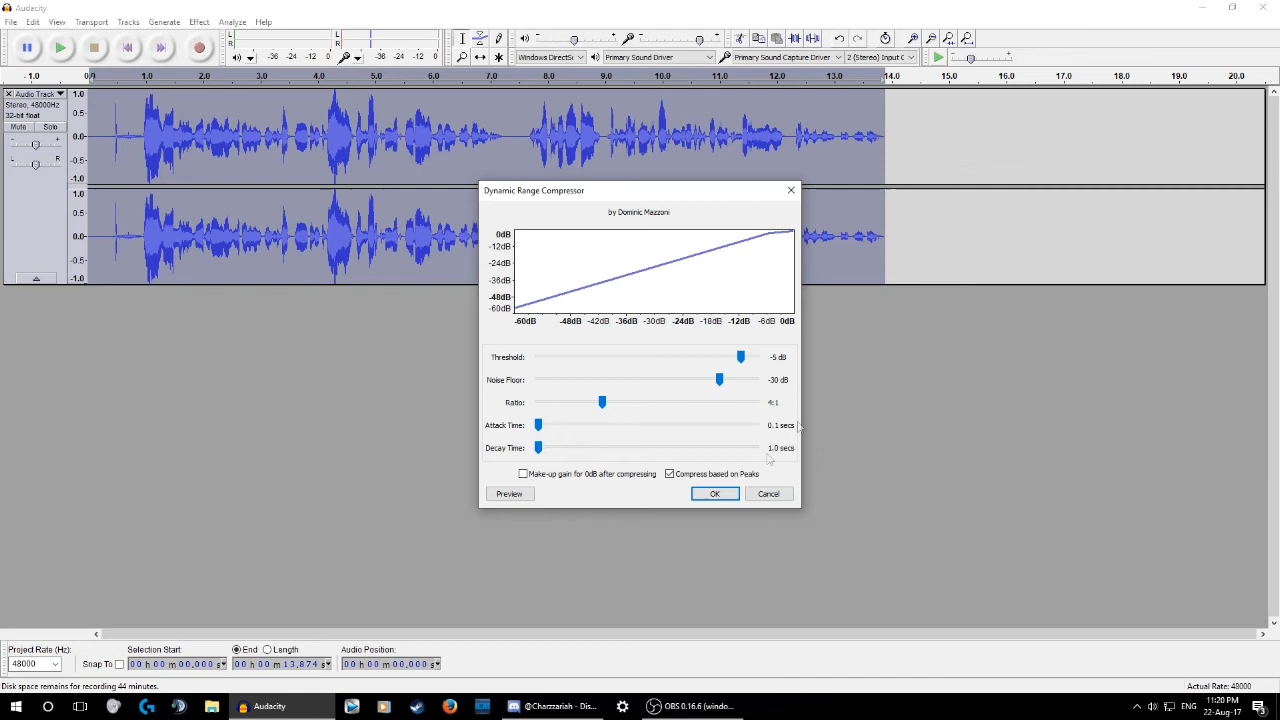 Audacity
File Edit View Transport Tracks Generate Effect Analyze Help
L R -36 -24 -12 0 L R -36 -24 -12 0
Windows DirectSo Primary Sound Driver Primary Sound Capture Driver 2 (Stereo) Input C
-1.0 0.0 1.0 2.0 3.0 4.0 5.0 6.0 7.0 8.0 9.0 10.0 11.0 12.0 13.0 14.0 15.0 16.0 17.0 18.0 19.0 20.0
Audio Track 1.0
Stereo, 48000Hz
32-bit float 0.5
Mute Solo
- + 0.0
L R -0.5
-1.0
1.0
0.5
0.0
-0.5
-1.0
Dynamic Range Compressor
by Dominic Mazzoni
0dB
-12dB
-24dB
-36dB
-48dB
-60dB
-60dB -48dB -42dB -36dB -30dB -24dB -18dB -12dB -6dB 0dB
Threshold: -5 dB
Noise Floor: -30 dB
Ratio: 4:1
Attack Time: 0.1 secs
Decay Time: 1.0 secs
Make-up gain for 0dB after compressing Compress based on Peaks
Preview OK Cancel
Project Rate (Hz): Selection Start: End Length Audio Position:
48000 Snap To 00 h 00 m 00,000 s 00 h 00 m 13,874 s 00 h 00 m 00,000 s
Disk space remains for recording 44 minutes. Actual Rate: 48000
Audacity @Charzzariah - Dis... OBS 0.16.6 (windo... ENG 11:20 PM
22-Aug-17